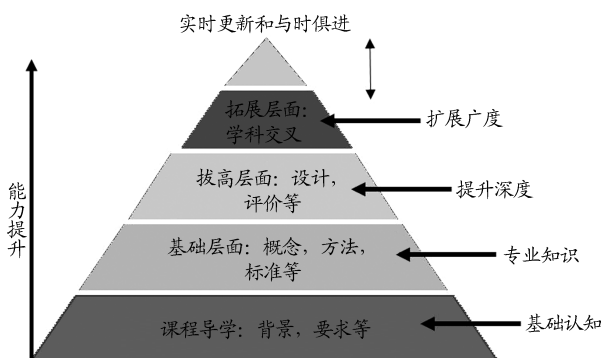 实时更新和与时俱进
拓展层面:
学科交叉
扩展广度
拔高层面: 设计,
评价等
提升深度
能力提升
基础层面: 概念, 方法,
标准等
专业知识
课程导学: 背景, 要求等
基础认知